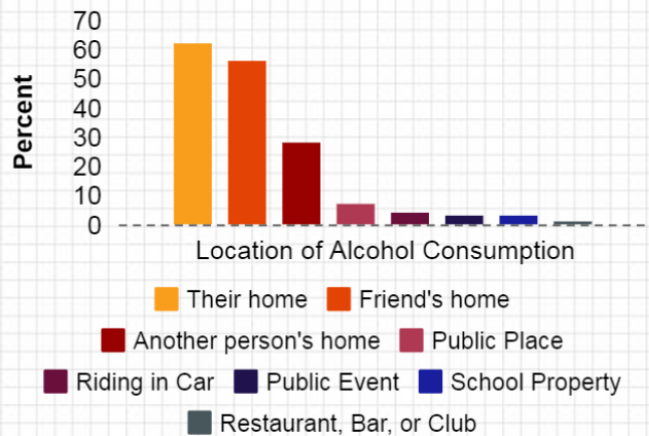 Percent
70
60
50
40
30
20
10
0
Location of Alcohol Consumption
Their home Friend's home
Another person's home Public Place
Riding in Car Public Event School Property
Restaurant, Bar, or Club